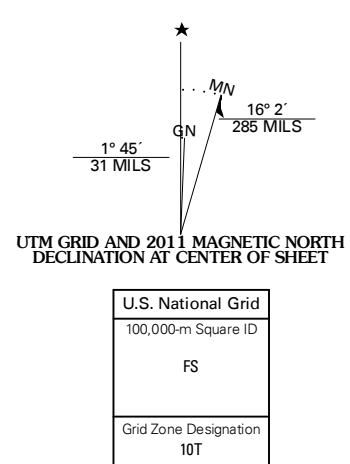 MN
GN
16° 2´
285 MILS
1° 45´
31 MILS
UTM GRID AND 2011 MAGNETIC NORTH
DECLINATION AT CENTER OF SHEET
U.S. National Grid
100,000-m Square ID
FS
Grid Zone Designation
10T